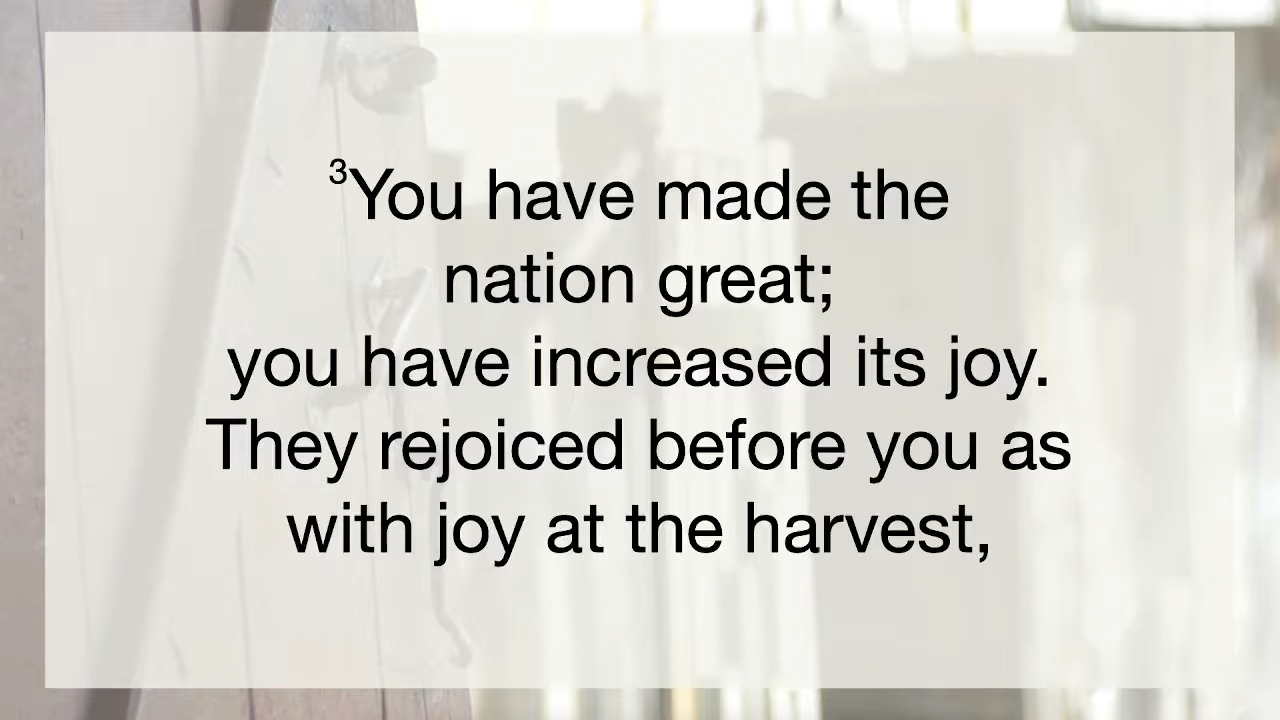 ³You have made the
nation great;
you have increased its joy.
They rejoiced before you as
with joy at the harvest,